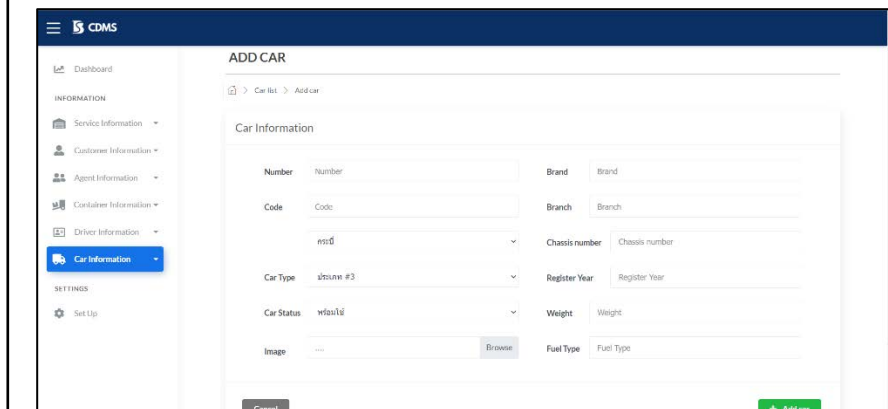 CDMS
Dashboard
INFORMATION
Service Information
Customer Information
Agent Information
Container Information
Driver Information
Car Information
SETTINGS
Set Up
ADD CAR
> Car list > Add car
Car Information
Number Number
Code Code
กระบี่
Car Type ประเภท #3
Car Status พร้อมใช้
Image .... Browse
Brand Brand
Branch Branch
Chassis number Chassis number
Register Year Register Year
Weight Weight
Fuel Type Fuel Type
Cancel
+ Add car